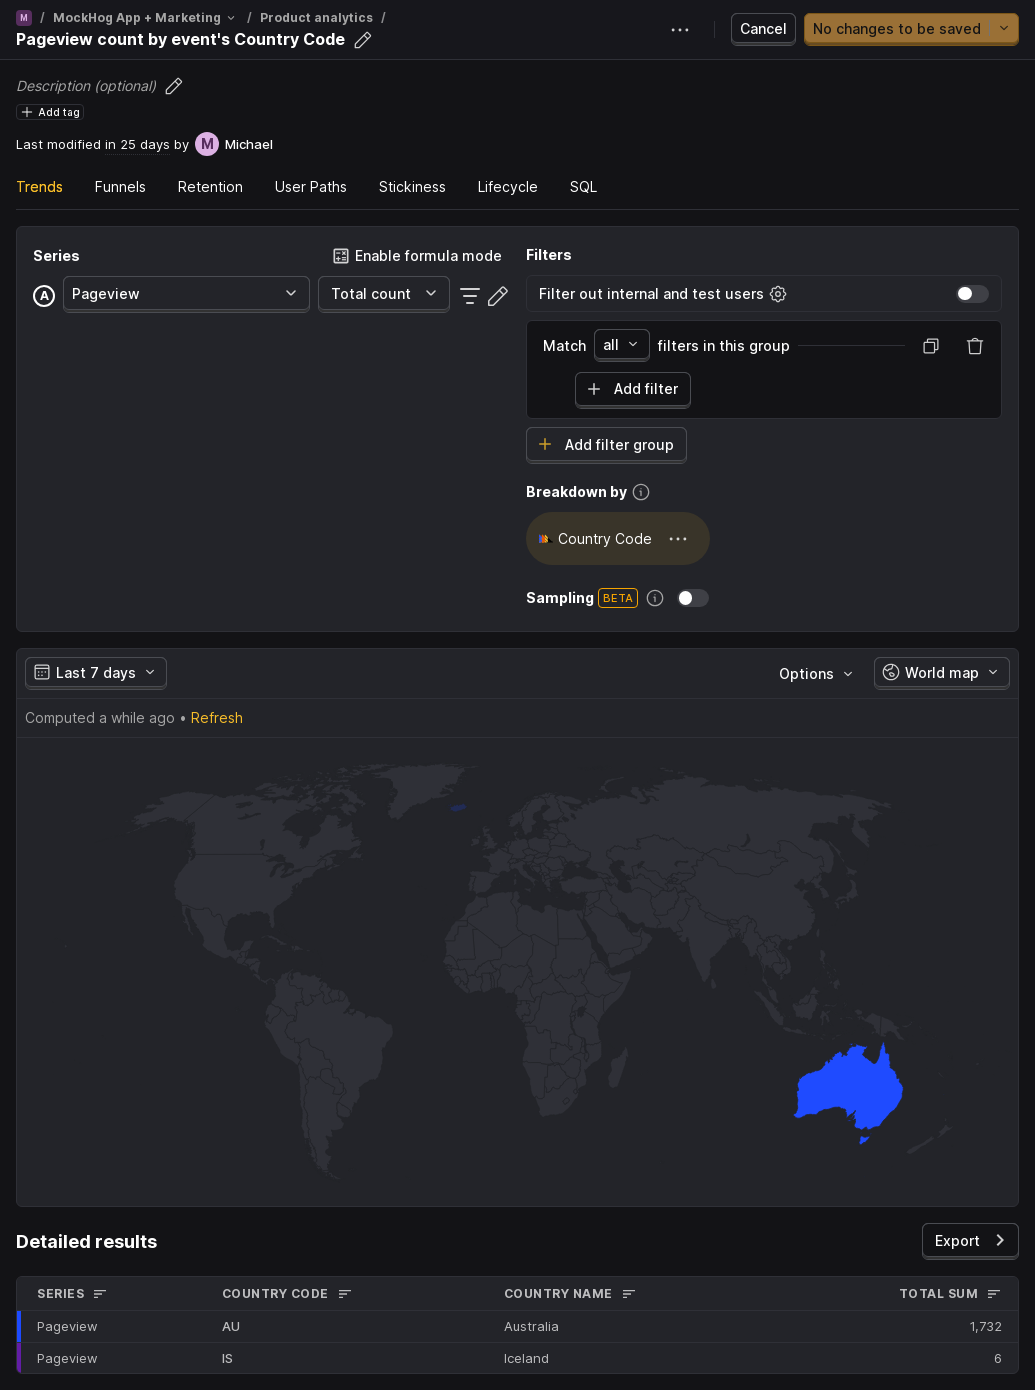 M / MockHog App + Marketing / Product analytics /
Pageview count by event's Country Code
Cancel
No changes to be saved
Description (optional)
Add tag
Last modified in 25 days by M Michael
Trends Funnels Retention User Paths Stickiness Lifecycle SQL
Series
Enable formula mode
A Pageview Total count
Filters
Filter out internal and test users
Match all filters in this group
Add filter
Add filter group
Breakdown by
Country Code
Sampling BETA
Last 7 days Options World map
Computed a while ago • Refresh
Detailed results
Export
SERIES COUNTRY CODE COUNTRY NAME TOTAL SUM
Pageview AU Australia 1,732
Pageview IS Iceland 6